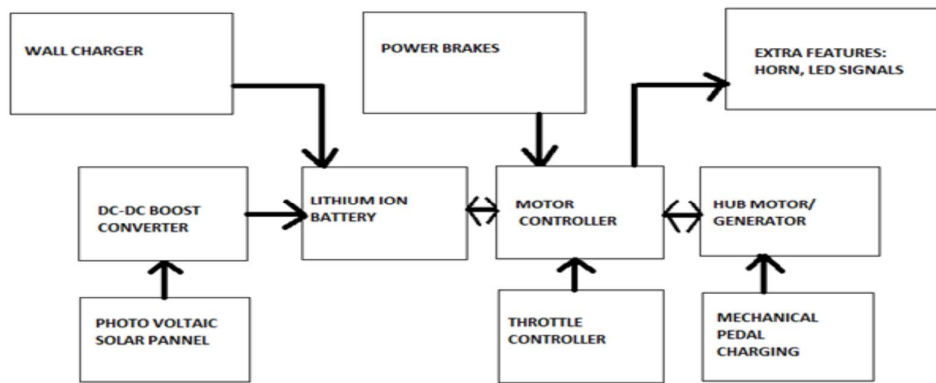 WALL CHARGER
POWER BRAKES
EXTRA FEATURES:
HORN, LED SIGNALS
DC-DC BOOST
CONVERTER
LITHIUM ION
BATTERY
MOTOR
CONTROLLER
HUB MOTOR/
GENERATOR
PHOTO VOLTAIC
SOLAR PANNEL
THROTTLE
CONTROLLER
MECHANICAL
PEDAL
CHARGING